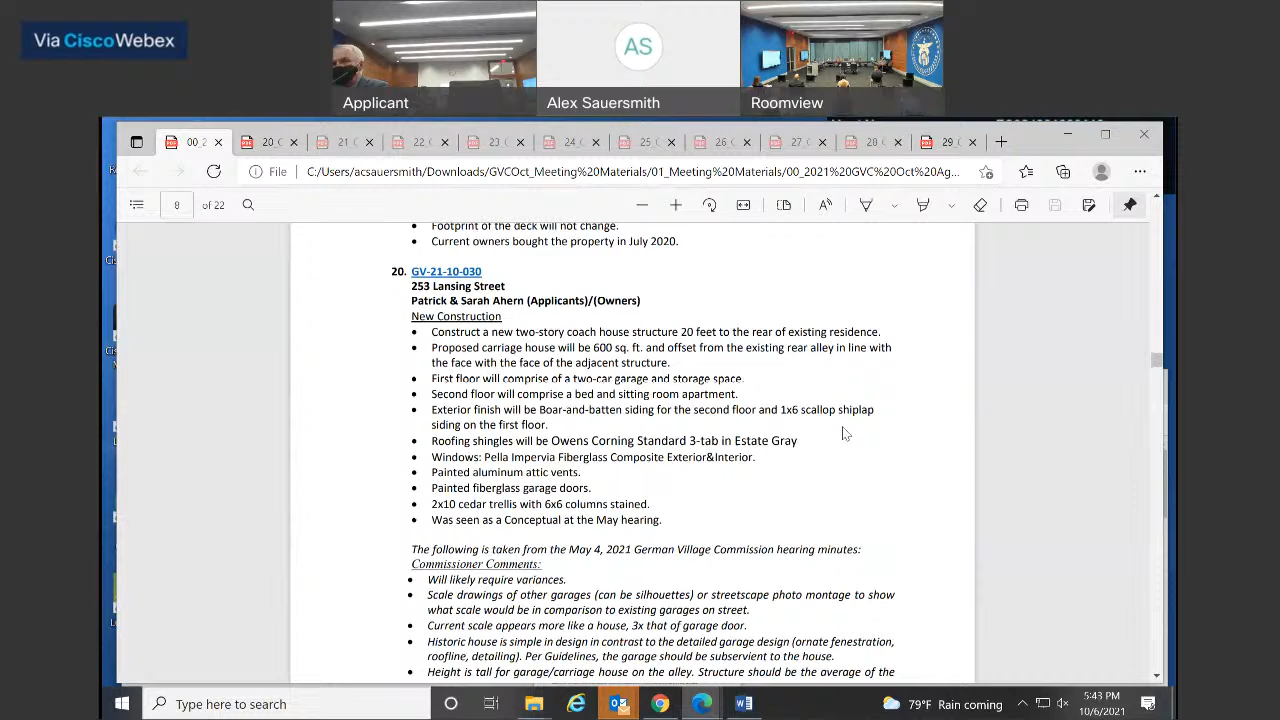 Via Cisco Webex
AS
Applicant
Alex Sauersmith
Roomview
00_2
20_
21_
22_
23_
24_
25_
26_
27_
28_
29_
File
C:/Users/acsauersmith/Downloads/GVCOct_Meeting%20Materials/01_Meeting%20Materials/00_2021%20GVC%20Oct%20Ag...
8 of 22
Footprint of the deck will not change.
• Current owners bought the property in July 2020.
20. GV-21-10-030
253 Lansing Street
Patrick & Sarah Ahern (Applicants)/(Owners)
New Construction
• Construct a new two-story coach house structure 20 feet to the rear of existing residence.
• Proposed carriage house will be 600 sq. ft. and offset from the existing rear alley in line with
the face with the face of the adjacent structure.
• First floor will comprise of a two-car garage and storage space.
• Second floor will comprise a bed and sitting room apartment.
• Exterior finish will be Boar-and-batten siding for the second floor and 1x6 scallop shiplap
siding on the first floor.
• Roofing shingles will be Owens Corning Standard 3-tab in Estate Gray
• Windows: Pella Impervia Fiberglass Composite Exterior&Interior.
• Painted aluminum attic vents.
• Painted fiberglass garage doors.
• 2x10 cedar trellis with 6x6 columns stained.
• Was seen as a Conceptual at the May hearing.
The following is taken from the May 4, 2021 German Village Commission hearing minutes:
Commissioner Comments:
• Will likely require variances.
• Scale drawings of other garages (can be silhouettes) or streetscape photo montage to show
what scale would be in comparison to existing garages on street.
• Current scale appears more like a house, 3x that of garage door.
• Historic house is simple in design in contrast to the detailed garage design (ornate fenestration,
roofline, detailing). Per Guidelines, the garage should be subservient to the house.
• Height is tall for garage/carriage house on the alley. Structure should be the average of the
Type here to search
79°F Rain coming
5:43 PM
10/6/2021